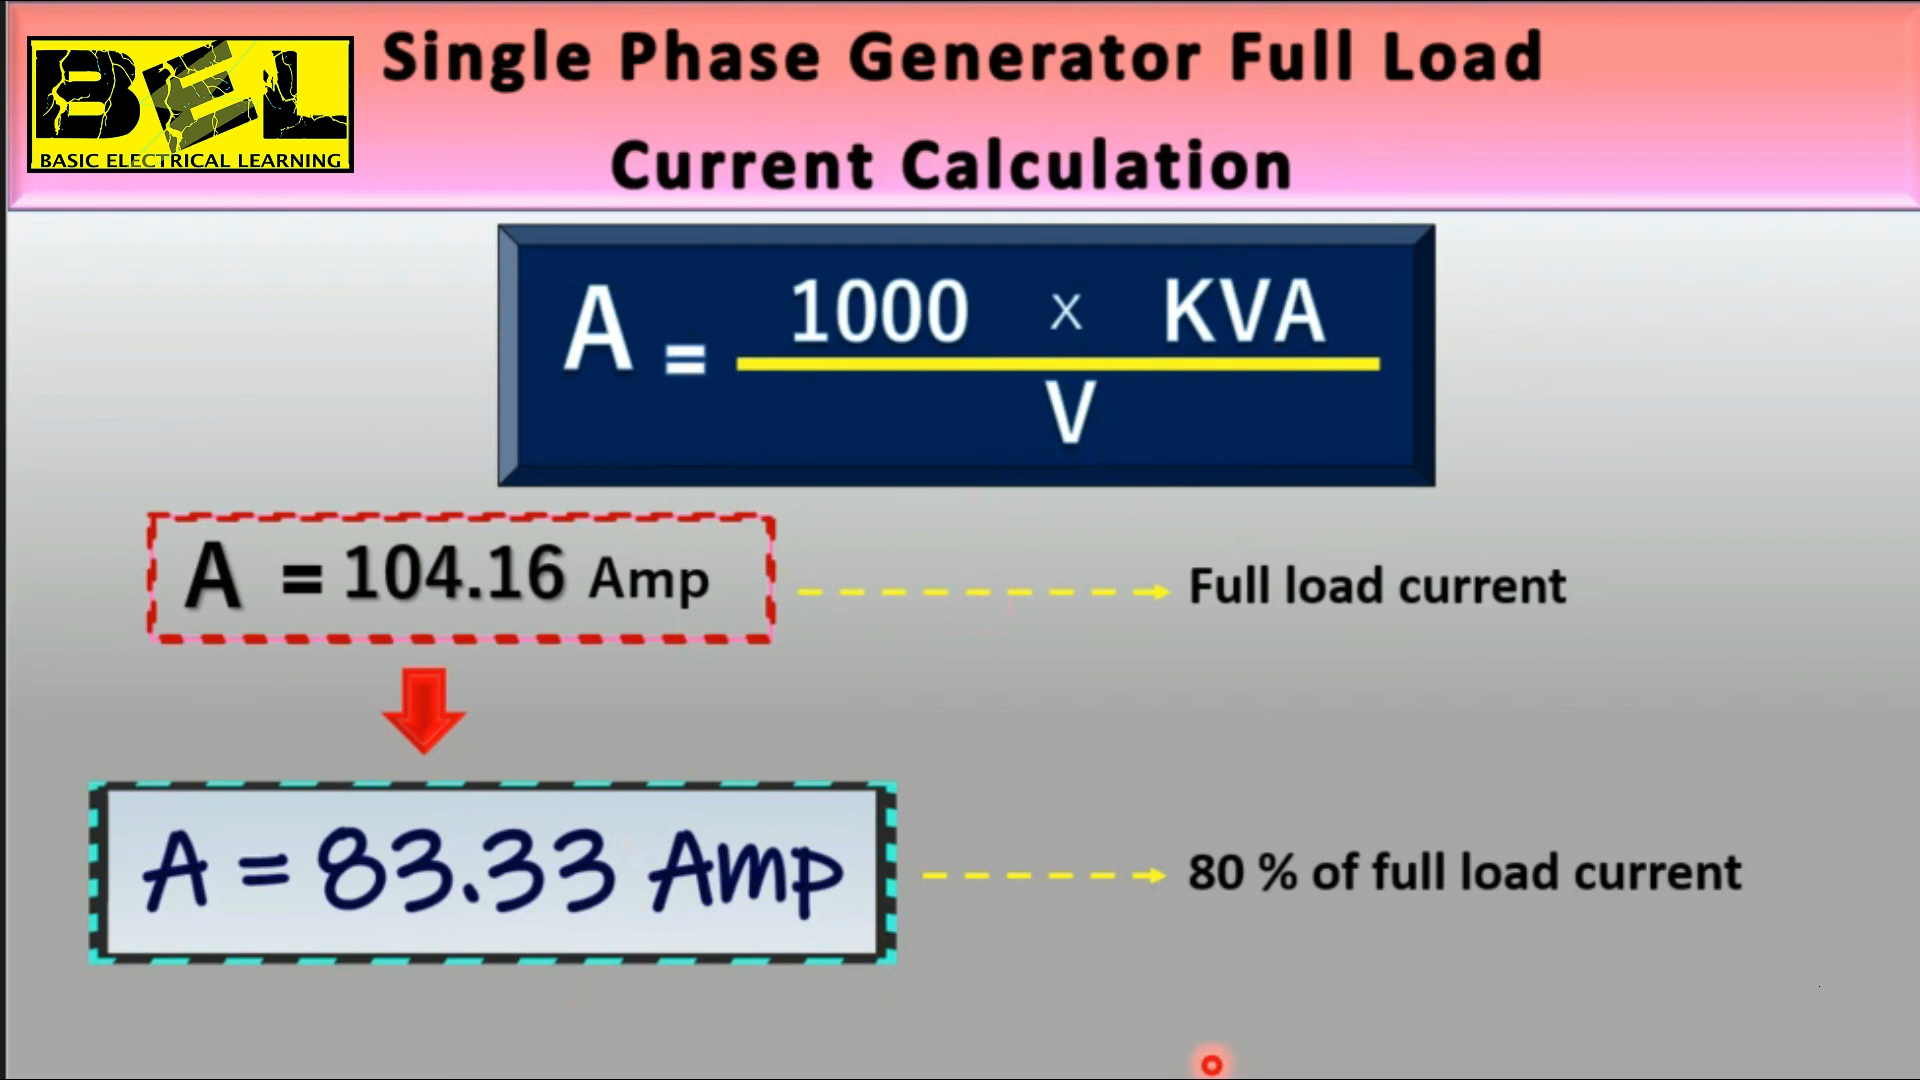 BEL
BASIC ELECTRICAL LEARNING
Single Phase Generator Full Load
Current Calculation
A = 1000 x KVA
V
A = 104.16 Amp
Full load current
A = 83.33 Amp
80 % of full load current